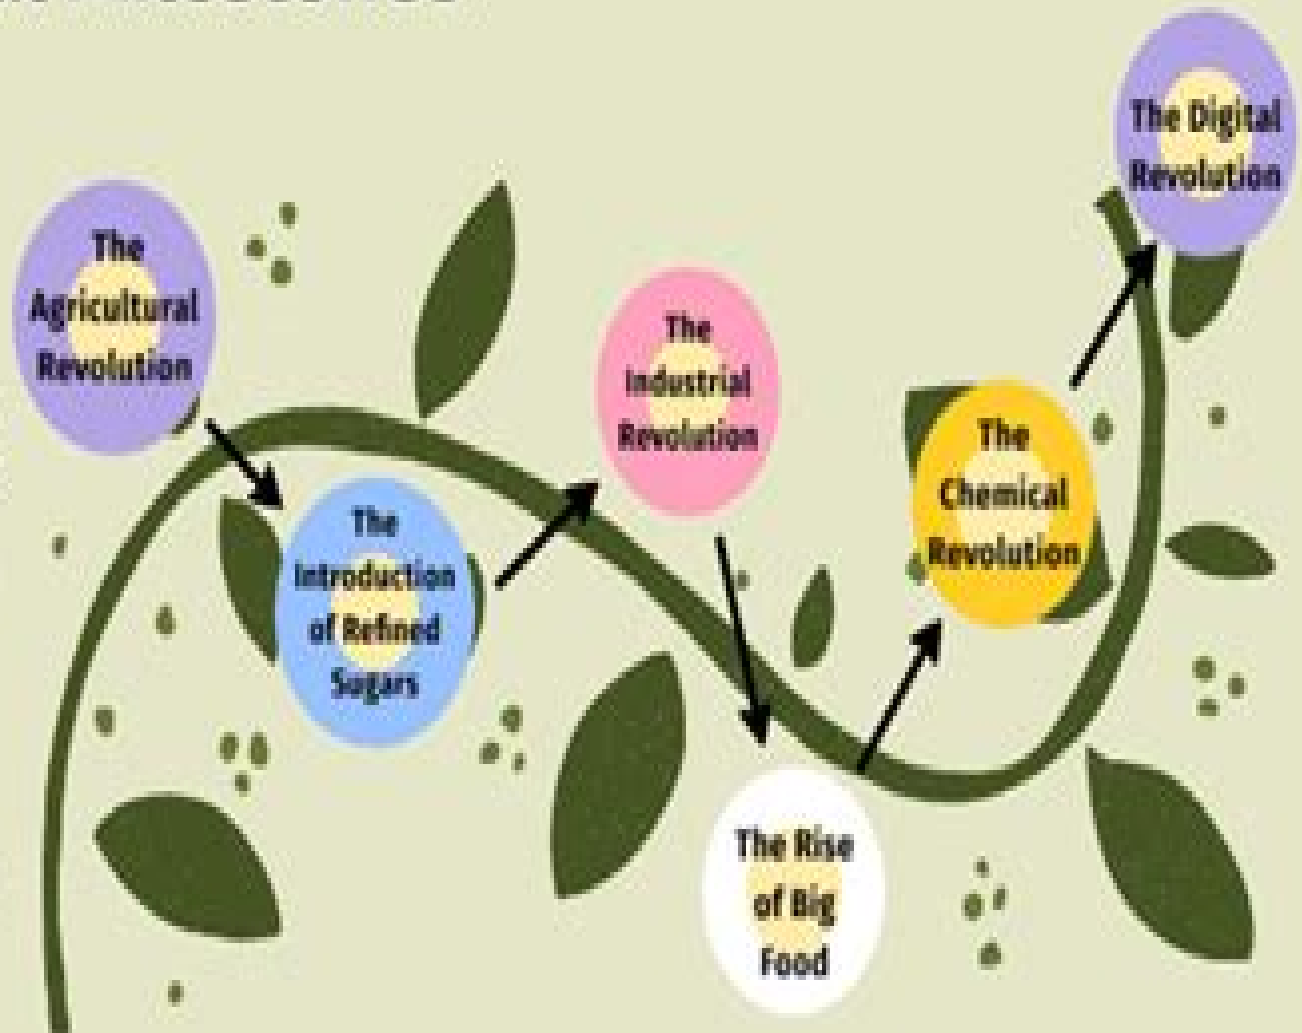 The
Agricultural
Revolution
The
Introduction
of Refined
Sugars
The
Industrial
Revolution
The Rise
of Big
Food
The
Chemical
Revolution
The Digital
Revolution